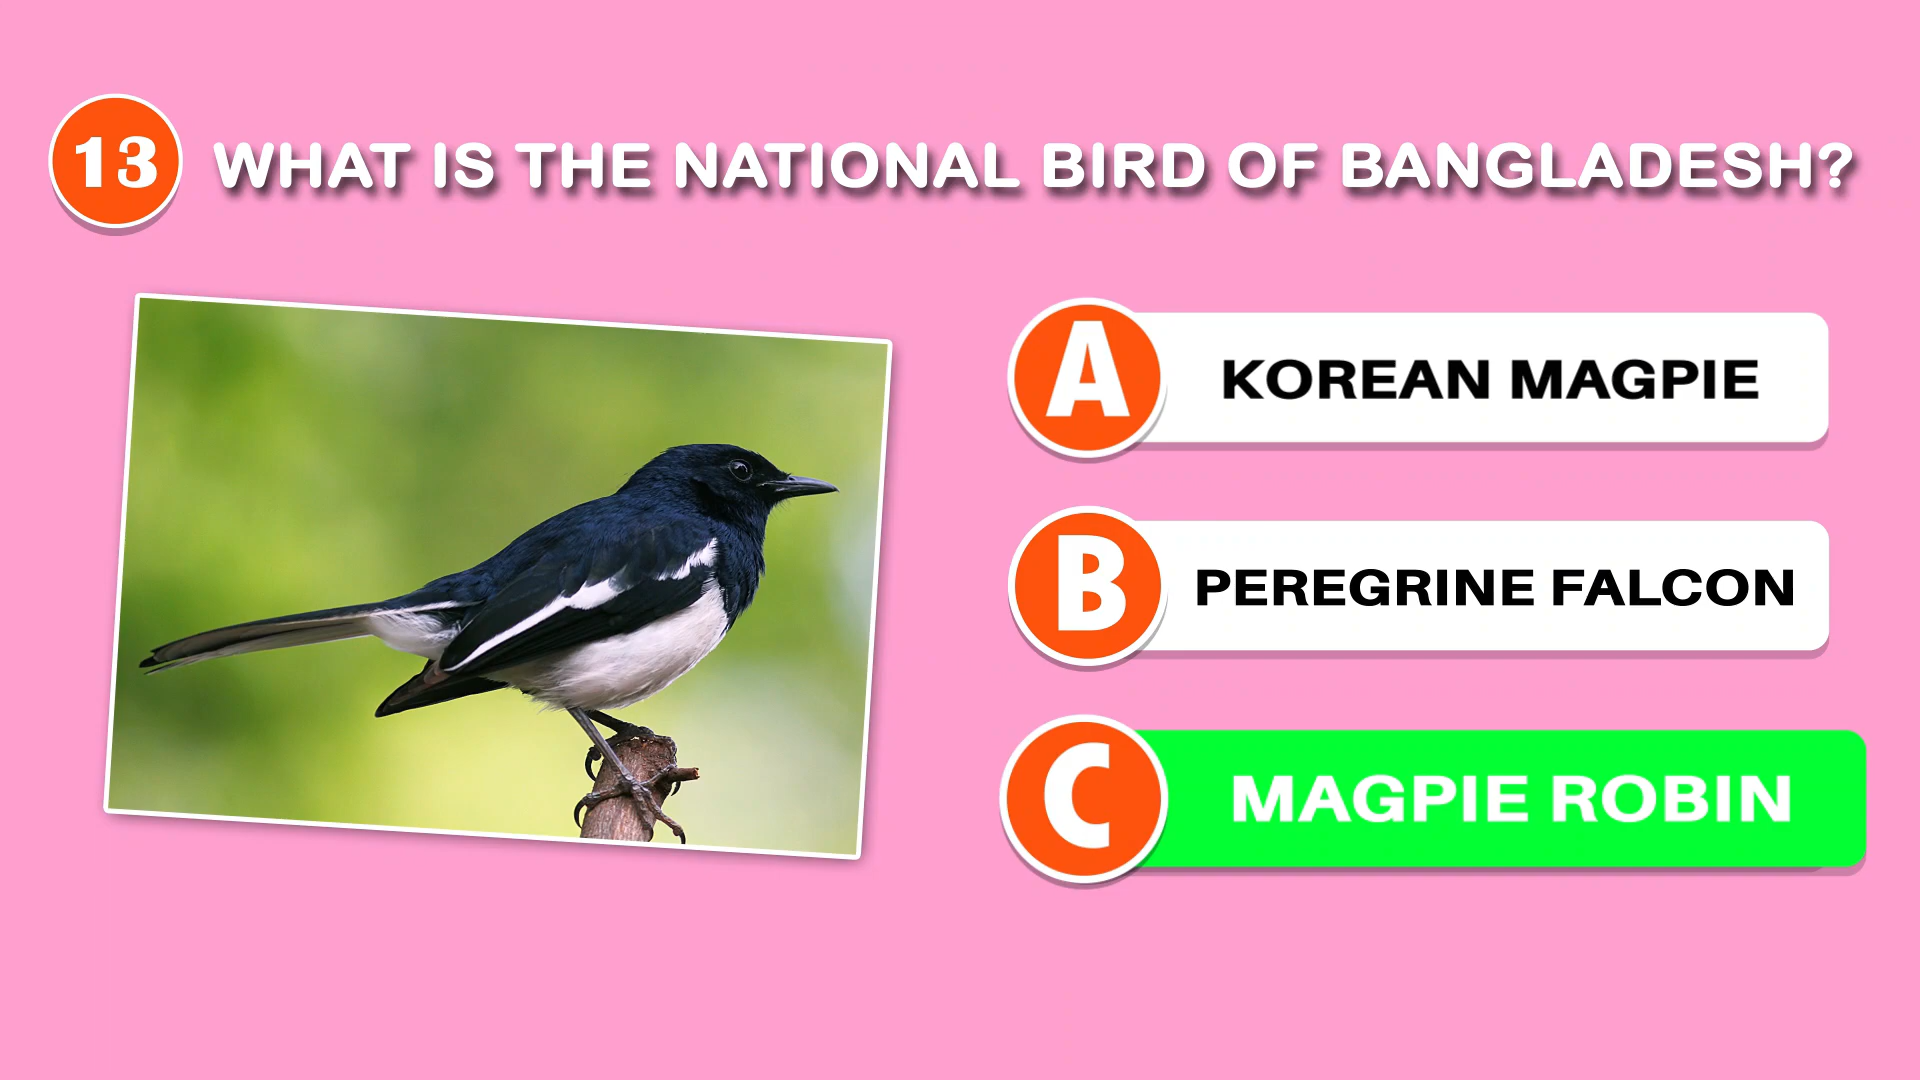 13 WHAT IS THE NATIONAL BIRD OF BANGLADESH?
A KOREAN MAGPIE
B PEREGRINE FALCON
C MAGPIE ROBIN